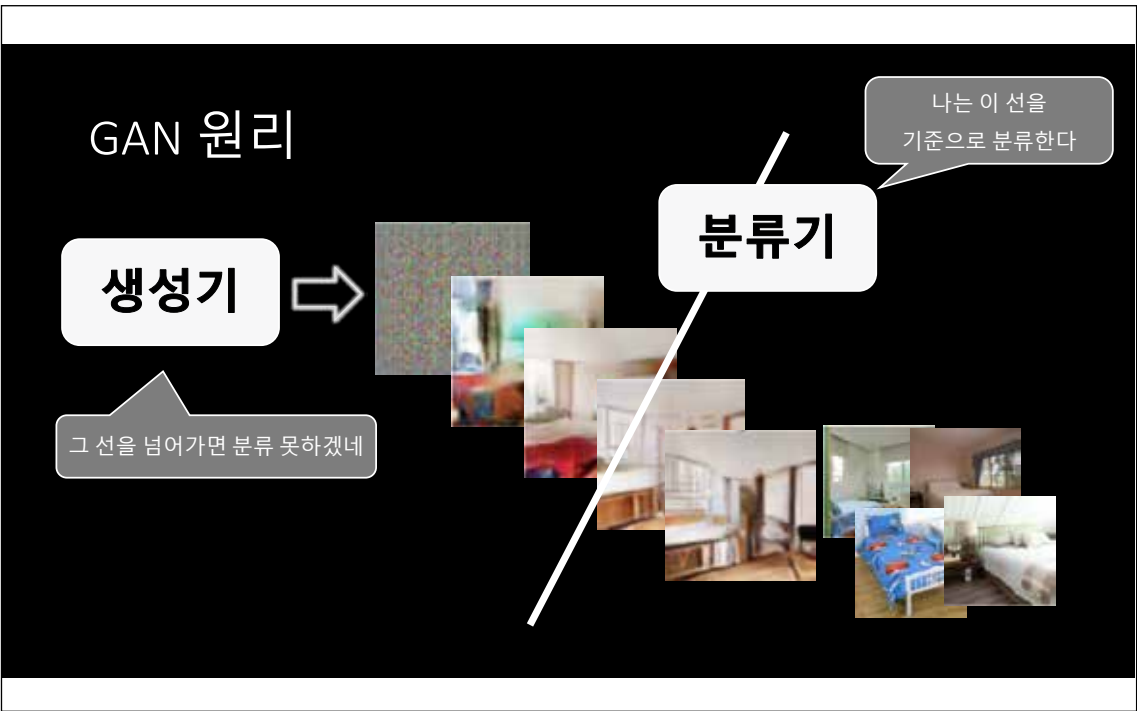 GAN 원리
나는 이 선을
기준으로 분류한다
분류기
생성기
그 선을 넘어가면 분류 못하겠네